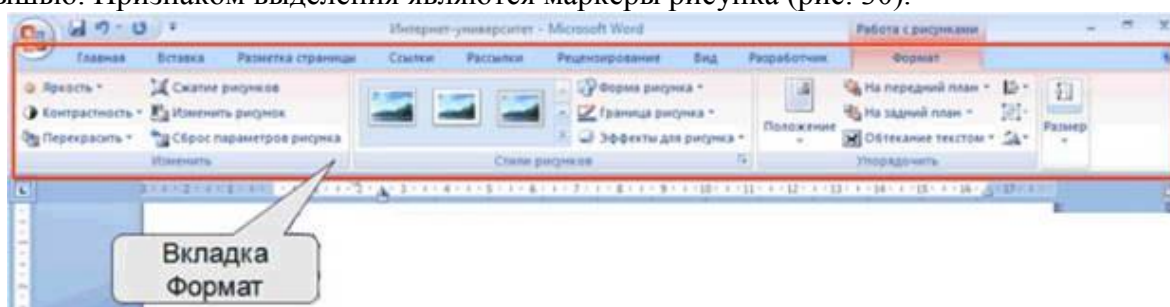 мышью. Признаком выделения являются маркеры рисунка (рис. 30).
Интернет-университет - Microsoft Word Работа с рисунками
Главная Вставка Разметка страницы Ссылки Рассылки Рецензирование Вид Разработчик Формат
Яркость Сжатие рисунков Форма рисунка На передний план
Контрастность Изменить рисунок Граница рисунка На задний план
Перекрасить Сброс параметров рисунка Эффекты для рисунка Положение Обтекание текстом Размер
Изменить Стили рисунков Упорядочить
Вкладка
Формат